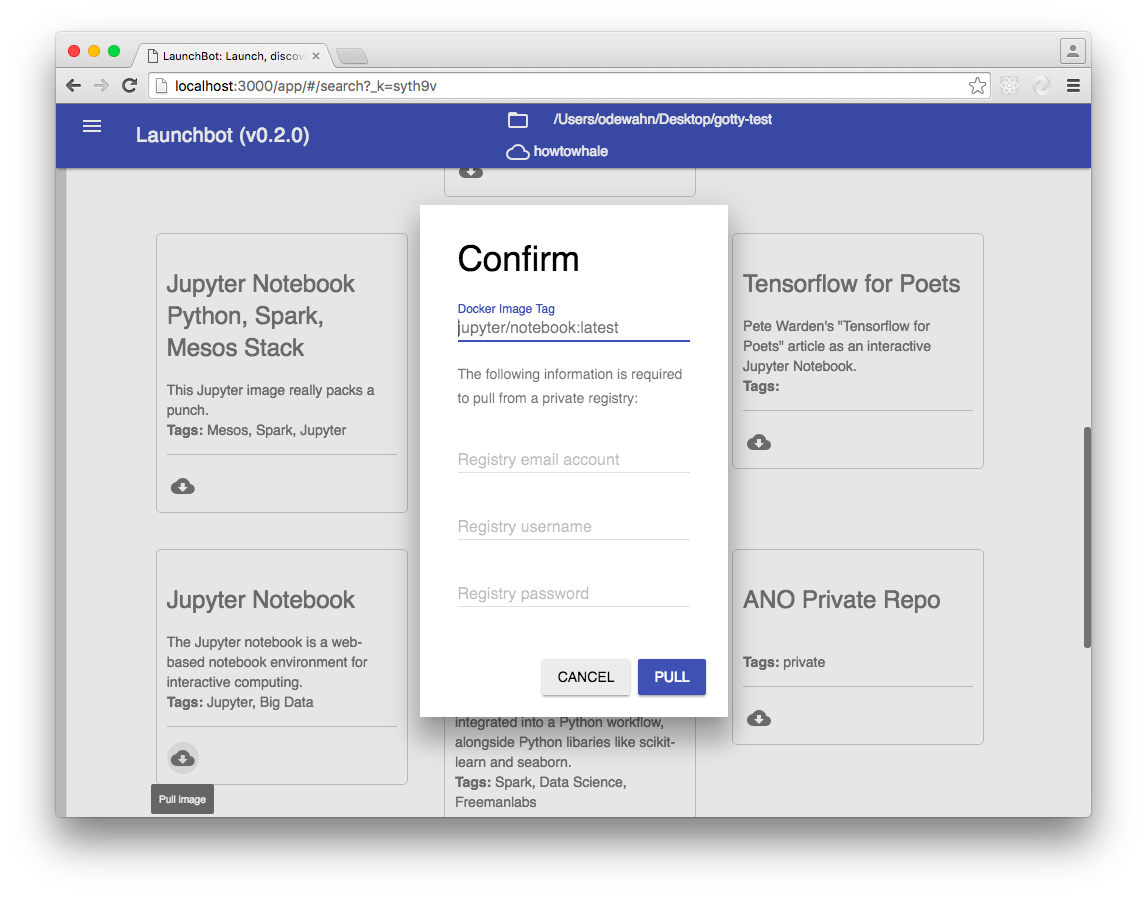 LaunchBot: Launch, discov
localhost:3000/app/#/search?_k=syth9v
Launchbot (v0.2.0)
/Users/odewahn/Desktop/gotty-test
howtowhale
Jupyter Notebook
Python, Spark,
Mesos Stack
This Jupyter image really packs a
punch.
Tags: Mesos, Spark, Jupyter
Confirm
Docker Image Tag
jupyter/notebook:latest
The following information is required
to pull from a private registry:
Registry email account
Registry username
Registry password
CANCEL
PULL
Tensorflow for Poets
Pete Warden's "Tensorflow for
Poets" article as an interactive
Jupyter Notebook.
Tags:
Jupyter Notebook
The Jupyter notebook is a web-
based notebook environment for
interactive computing.
Tags: Jupyter, Big Data
Pull image
integrated into a Python workflow,
alongside Python libaries like scikit-
learn and seaborn.
Tags: Spark, Data Science,
Freemanlabs
ANO Private Repo
Tags: private